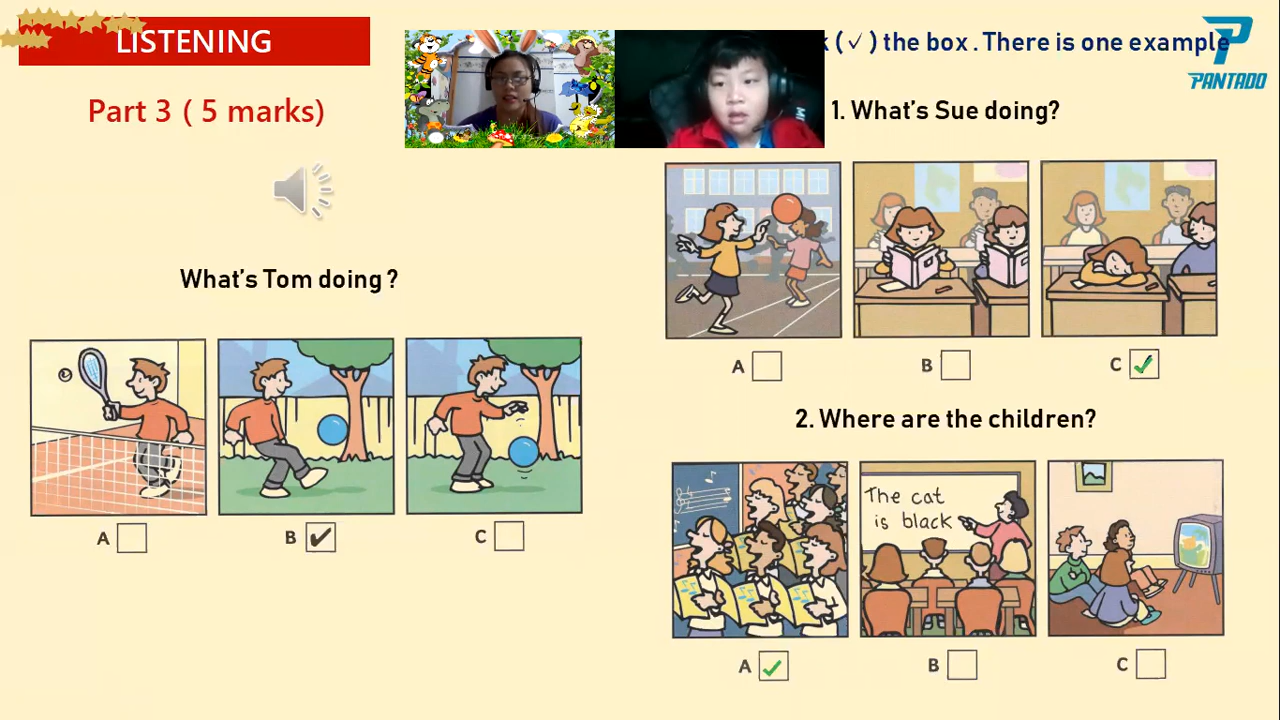 LISTENING
(✓) the box . There is one example
PANTADO
Part 3 ( 5 marks)
1. What's Sue doing?
What's Tom doing ?
A
B
C
A
B
C
2. Where are the children?
The cat
is black
A
B
C